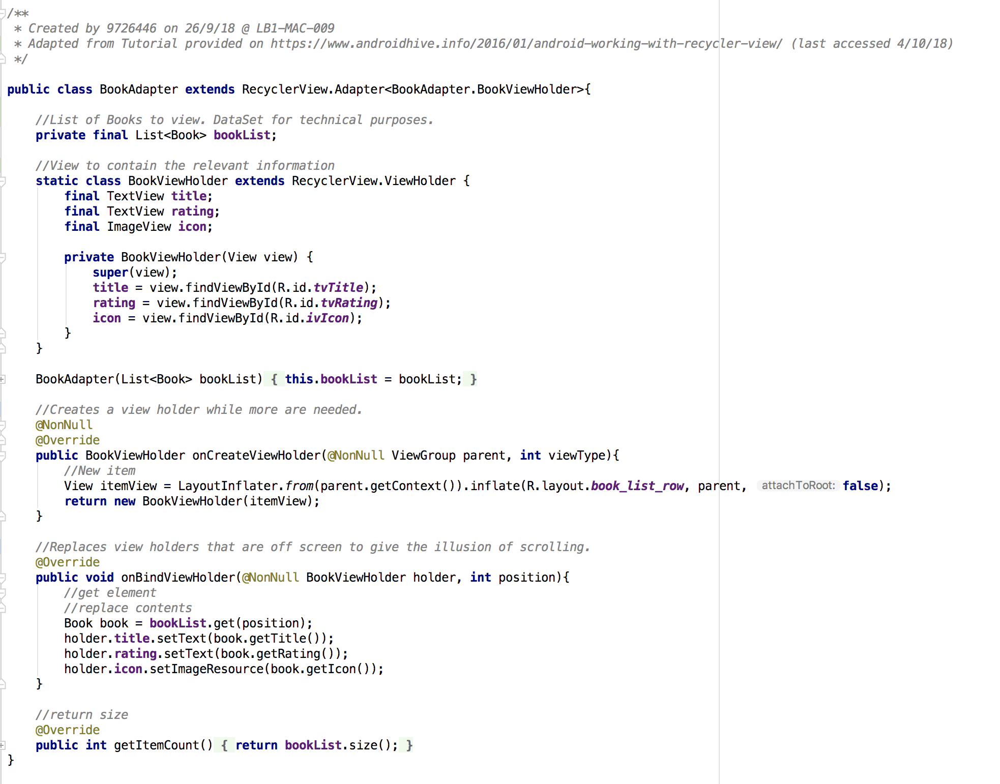 /**
 * Created by 9726446 on 26/9/18 @ LB1-MAC-009
 * Adapted from Tutorial provided on https://www.androidhive.info/2016/01/android-working-with-recycler-view/ (last accessed 4/10/18)
 */

public class BookAdapter extends RecyclerView.Adapter<BookAdapter.BookViewHolder>{

    //List of Books to view. DataSet for technical purposes.
    private final List<Book> bookList;

    //View to contain the relevant information
    static class BookViewHolder extends RecyclerView.ViewHolder {
        final TextView title;
        final TextView rating;
        final ImageView icon;

        private BookViewHolder(View view) {
            super(view);
            title = view.findViewById(R.id.tvTitle);
            rating = view.findViewById(R.id.tvRating);
            icon = view.findViewById(R.id.ivIcon);
        }
    }

    BookAdapter(List<Book> bookList) { this.bookList = bookList; }

    //Creates a view holder while more are needed.
    @NonNull
    @Override
    public BookViewHolder onCreateViewHolder(@NonNull ViewGroup parent, int viewType){
        //New item
        View itemView = LayoutInflater.from(parent.getContext()).inflate(R.layout.book_list_row, parent, attachToRoot: false);
        return new BookViewHolder(itemView);
    }

    //Replaces view holders that are off screen to give the illusion of scrolling.
    @Override
    public void onBindViewHolder(@NonNull BookViewHolder holder, int position){
        //get element
        //replace contents
        Book book = bookList.get(position);
        holder.title.setText(book.getTitle());
        holder.rating.setText(book.getRating());
        holder.icon.setImageResource(book.getIcon());
    }

    //return size
    @Override
    public int getItemCount() { return bookList.size(); }
}